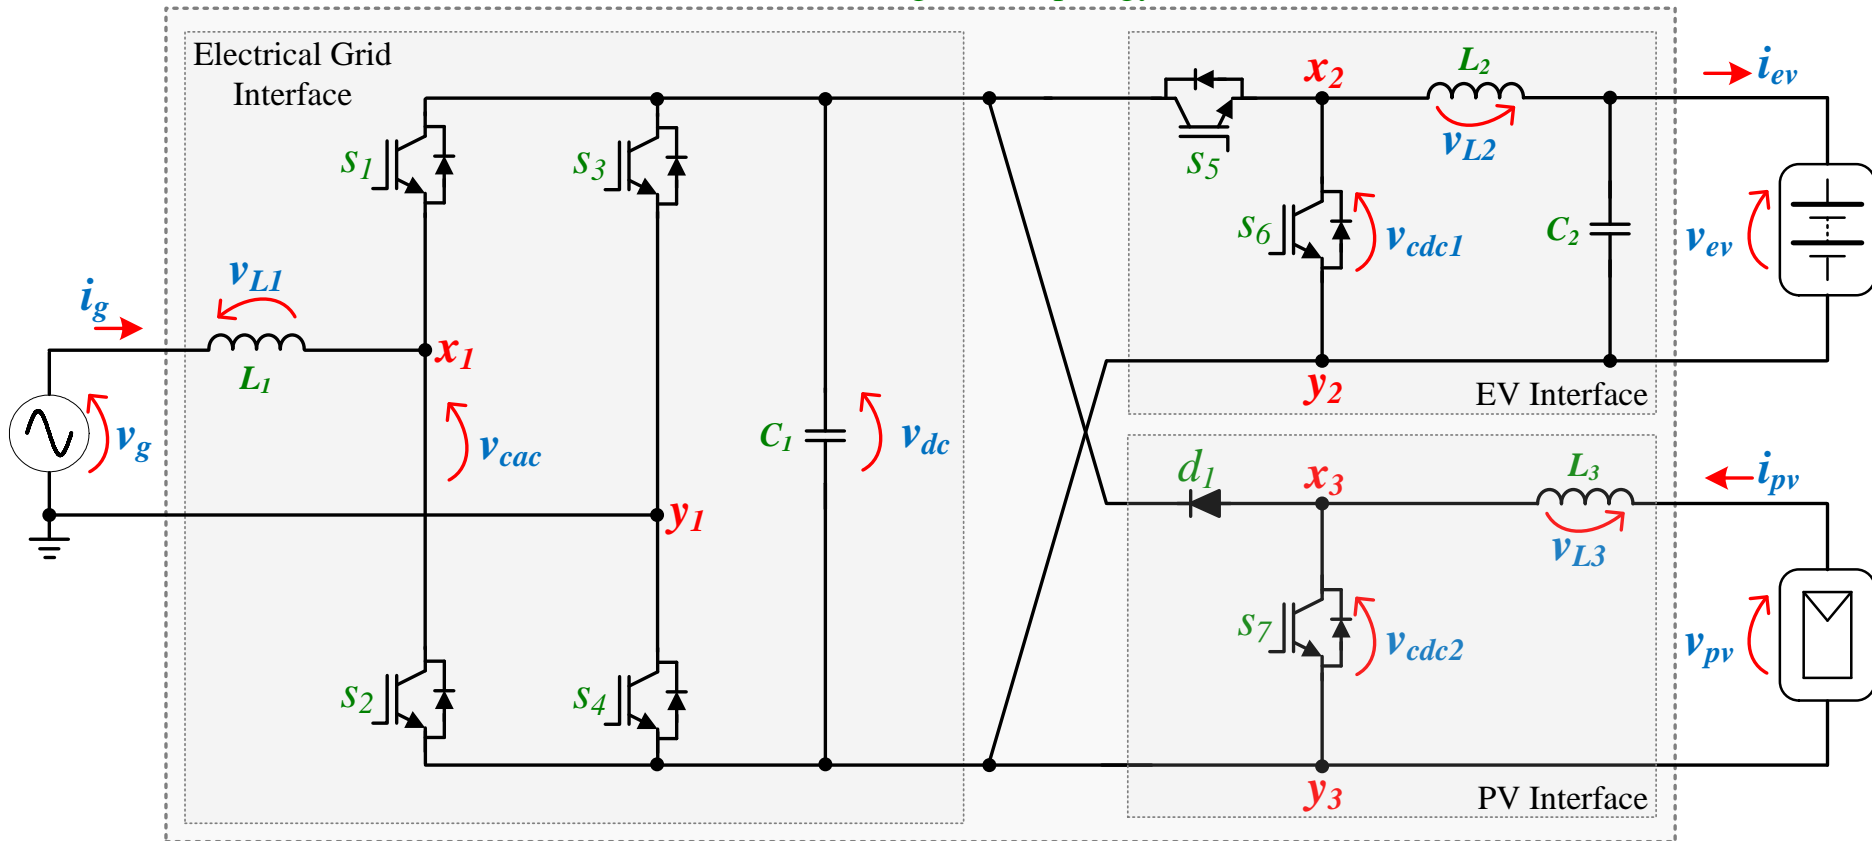 Electrical Grid
Interface
s1
s3
vL1
ig
L1
x1
vg
vcac
C1
vdc
y1
s2
s4
x2
L2
iev
s5
vL2
s6
vcdc1
C2
vev
y2
EV Interface
d1
x3
L3
ipv
vL3
s7
vcdc2
vpv
y3
PV Interface